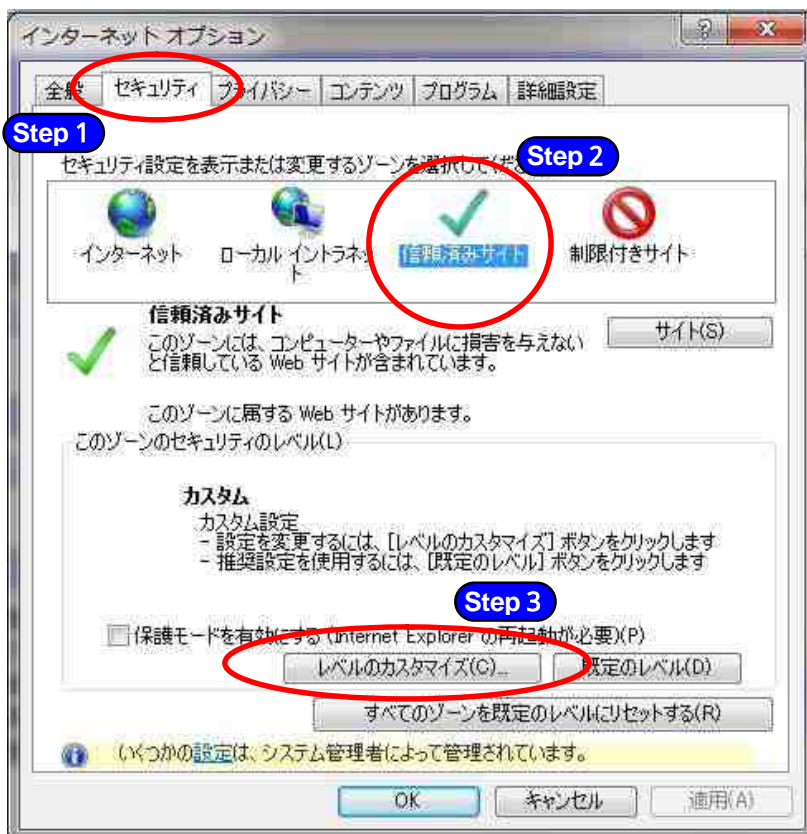 インターネット オプション
全般 セキュリティ プライバシー コンテンツ プログラム 詳細設定
Step 1
Step 2
セキュリティ設定を表示または変更するゾーンを選択してくだ
インターネット
ローカル イントラネッ
ト
信頼済みサイト
制限付きサイト
信頼済みサイト
このゾーンには、コンピューターやファイルに損害を与えない
と信頼している Web サイトが含まれています。
サイト(S)
このゾーンに属する Web サイトがあります。
このゾーンのセキュリティのレベル(L)
カスタム
カスタム設定
- 設定を変更するには、[レベルのカスタマイズ] ボタンをクリックします
- 推奨設定を使用するには、[既定のレベル] ボタンをクリックします
Step 3
保護モードを有効にする (Internet Explorer の再起動が必要)(P)
レベルのカスタマイズ(C)... 既定のレベル(D)
すべてのゾーンを既定のレベルにリセットする(R)
いくつかの設定は、システム管理者によって管理されています。
OK キャンセル 適用(A)